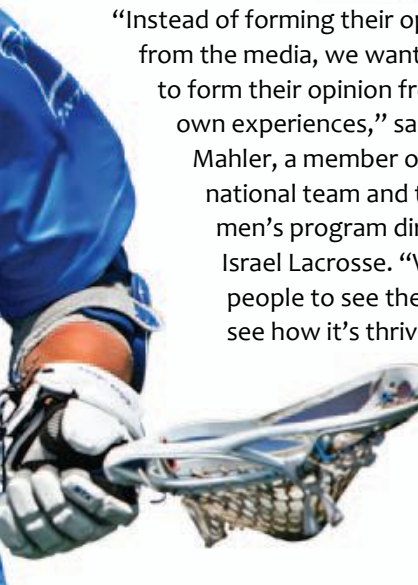 “Instead of forming their op
from the media, we want
to form their opinion fr
own experiences,” sa
Mahler, a member o
national team and t
men’s program dir
Israel Lacrosse. “V
people to see the
see how it’s thriv